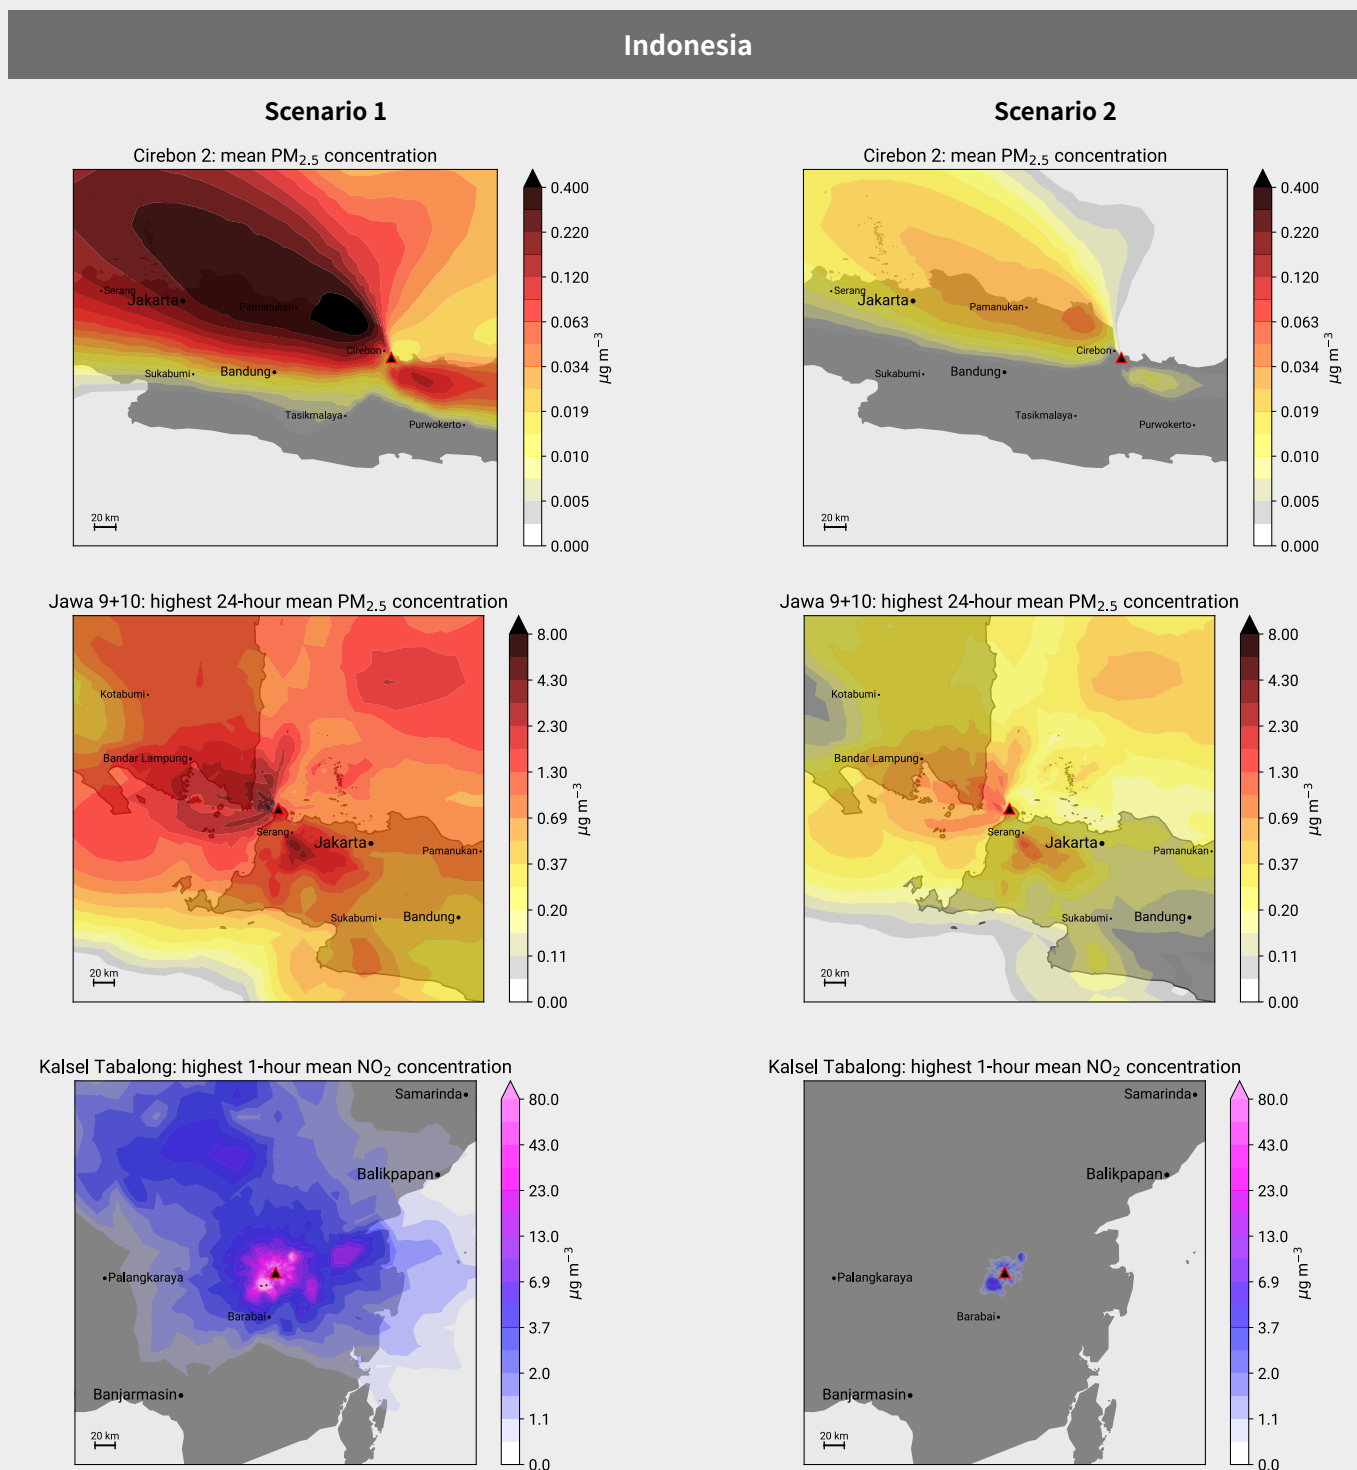 Indonesia
Scenario 1
Scenario 2
Cirebon 2: mean PM2.5 concentration
Serang
Jakarta
Pamanukan
Cirebon
Sukabumi
Bandung
Tasikmalaya
Purwokerto
20 km
0.400
0.220
0.120
0.063
0.034
0.019
0.010
0.005
0.000
µg m−3
Cirebon 2: mean PM2.5 concentration
Serang
Jakarta
Pamanukan
Cirebon
Sukabumi
Bandung
Tasikmalaya
Purwokerto
20 km
0.400
0.220
0.120
0.063
0.034
0.019
0.010
0.005
0.000
µg m−3
Jawa 9+10: highest 24-hour mean PM2.5 concentration
Kotabumi
Bandar Lampung
Serang
Jakarta
Pamanukan
Sukabumi
Bandung
20 km
8.00
4.30
2.30
1.30
0.69
0.37
0.20
0.11
0.00
µg m−3
Jawa 9+10: highest 24-hour mean PM2.5 concentration
Kotabumi
Bandar Lampung
Serang
Jakarta
Pamanukan
Sukabumi
Bandung
20 km
8.00
4.30
2.30
1.30
0.69
0.37
0.20
0.11
0.00
µg m−3
Kalsel Tabalong: highest 1-hour mean NO2 concentration
Samarinda
Balikpapan
Palangkaraya
Barabai
Banjarmasin
20 km
80.0
43.0
23.0
13.0
6.9
3.7
2.0
1.1
0.0
µg m−3
Kalsel Tabalong: highest 1-hour mean NO2 concentration
Samarinda
Balikpapan
Palangkaraya
Barabai
Banjarmasin
20 km
80.0
43.0
23.0
13.0
6.9
3.7
2.0
1.1
0.0
µg m−3